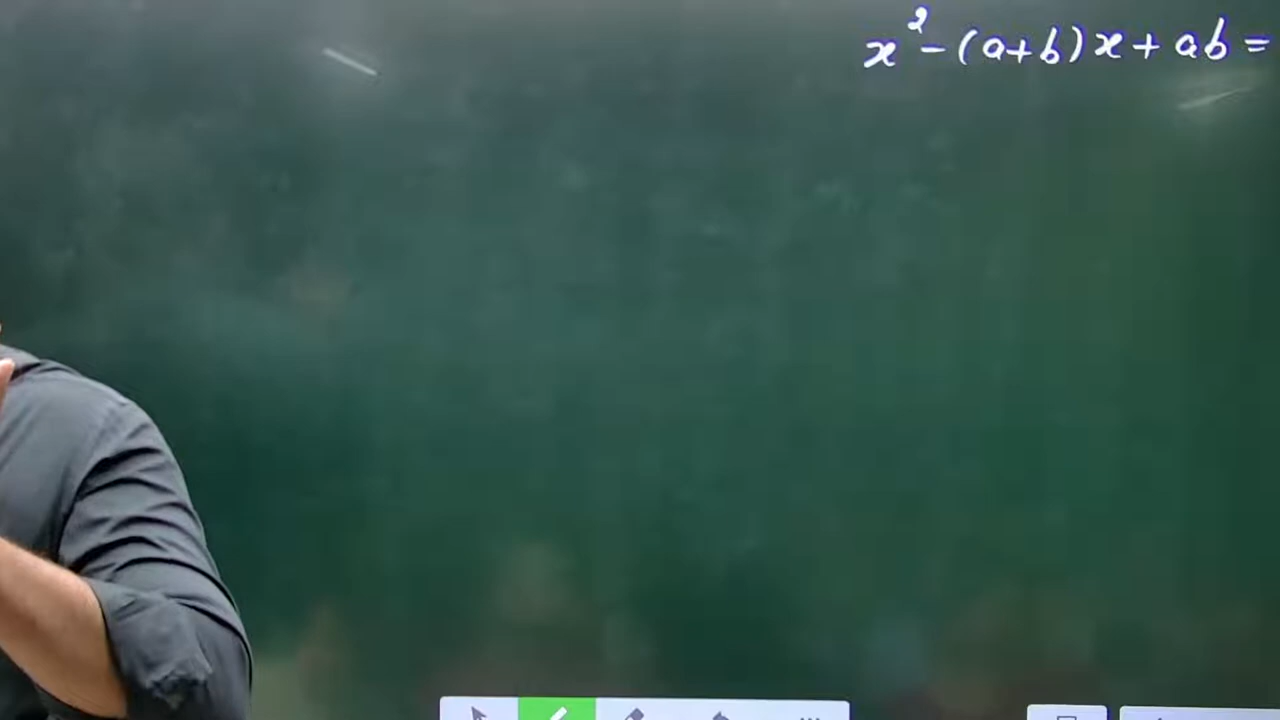 x² - (a+b)x + ab =